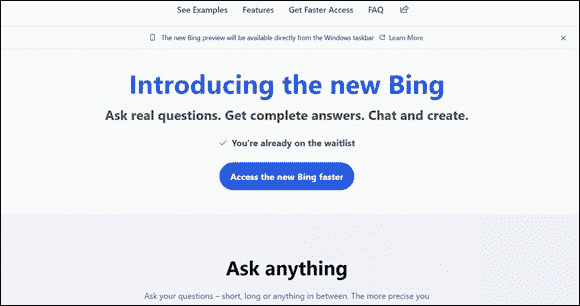 See Examples Features Get Faster Access FAQ
The new Bing preview will be available directly from the Windows taskbar Learn More
Introducing the new Bing
Ask real questions. Get complete answers. Chat and create.
You're already on the waitlist
Access the new Bing faster
Ask anything
Ask your questions – short, long or anything in between. The more precise you